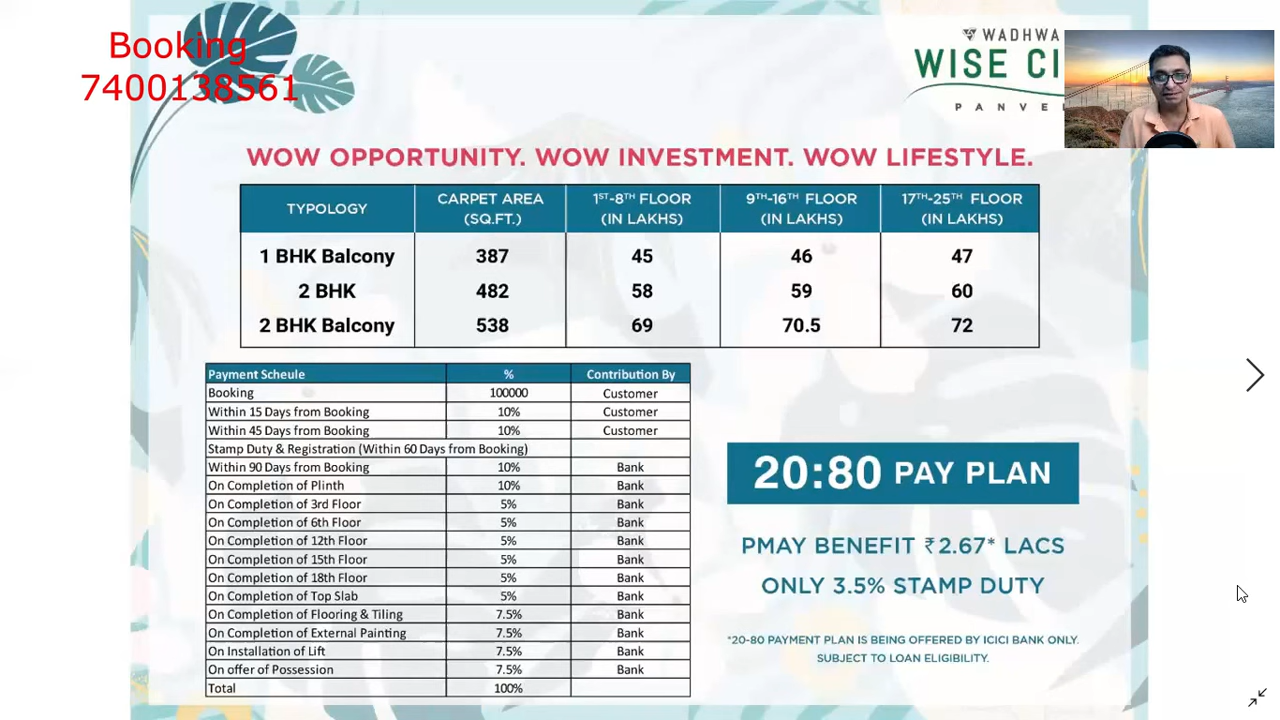 Booking
7400138561
WADHWA
WISE CI
PANVE
WOW OPPORTUNITY. WOW INVESTMENT. WOW LIFESTYLE.
TYPOLOGY CARPET AREA (SQ.FT.) 1ST-8TH FLOOR (IN LAKHS) 9TH-16TH FLOOR (IN LAKHS) 17TH-25TH FLOOR (IN LAKHS)
1 BHK Balcony 387 45 46 47
2 BHK 482 58 59 60
2 BHK Balcony 538 69 70.5 72
Payment Scheule % Contribution By
Booking 100000 Customer
Within 15 Days from Booking 10% Customer
Within 45 Days from Booking 10% Customer
Stamp Duty & Registration (Within 60 Days from Booking)
Within 90 Days from Booking 10% Bank
On Completion of Plinth 10% Bank
On Completion of 3rd Floor 5% Bank
On Completion of 6th Floor 5% Bank
On Completion of 12th Floor 5% Bank
On Completion of 15th Floor 5% Bank
On Completion of 18th Floor 5% Bank
On Completion of Top Slab 5% Bank
On Completion of Flooring & Tiling 7.5% Bank
On Completion of External Painting 7.5% Bank
On Installation of Lift 7.5% Bank
On offer of Possession 7.5% Bank
Total 100%
20:80 PAY PLAN
PMAY BENEFIT ₹2.67* LACS
ONLY 3.5% STAMP DUTY
*20-80 PAYMENT PLAN IS BEING OFFERED BY ICICI BANK ONLY.
SUBJECT TO LOAN ELIGIBILITY.